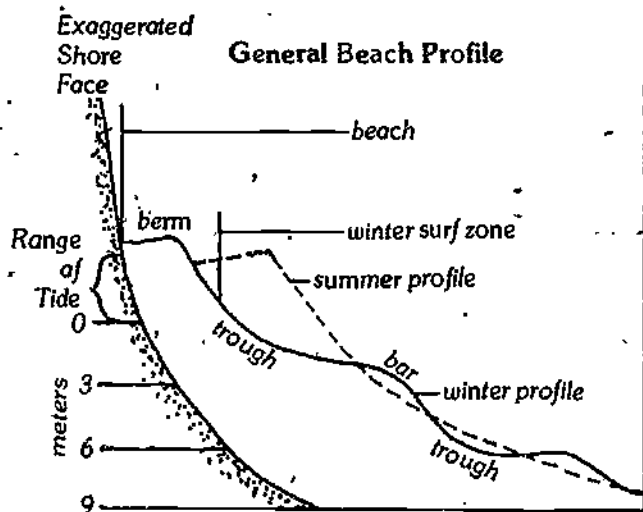 Exaggerated
Shore
Face
General Beach Profile
beach
berm
winter surf zone
Range
of
Tide
summer profile
0
trough
bar
3
winter profile
meters
6
trough
9